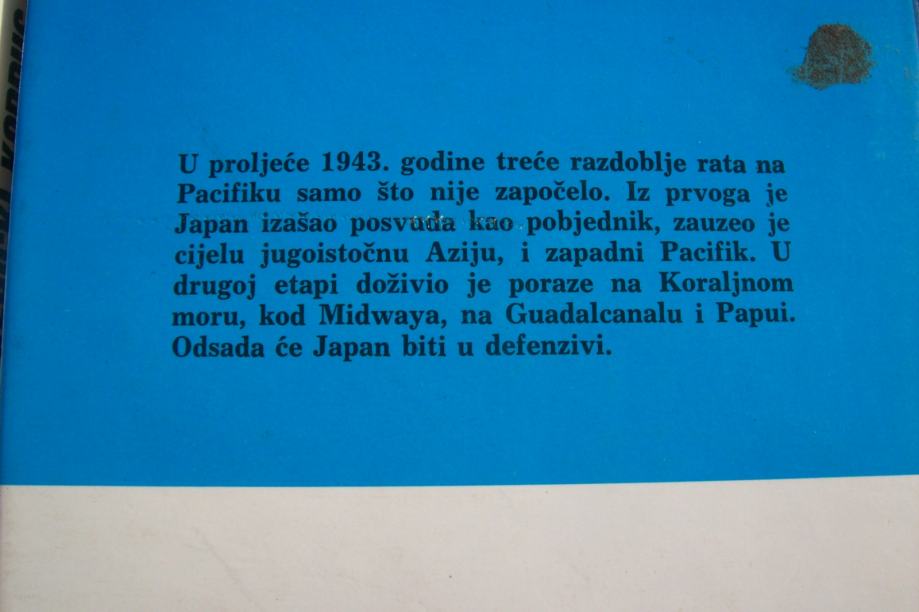 U proljeće 1943. godine treće razdoblje rata na
Pacifiku samo što nije započelo. Iz prvoga je
Japan izašao posvuda kao pobjednik, zauzeo je
cijelu jugoistočnu Aziju, i zapadni Pacifik. U
drugoj etapi doživio je poraze na Koraljnom
moru, kod Midwaya, na Guadalcanalu i Papui.
Odsada će Japan biti u defenzivi.